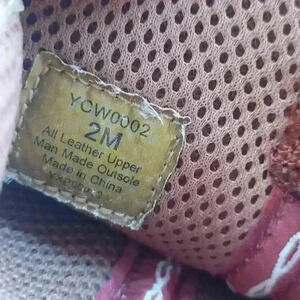 YCW0002
2M
All Leather Upper
Man Made Outsole
Made in China